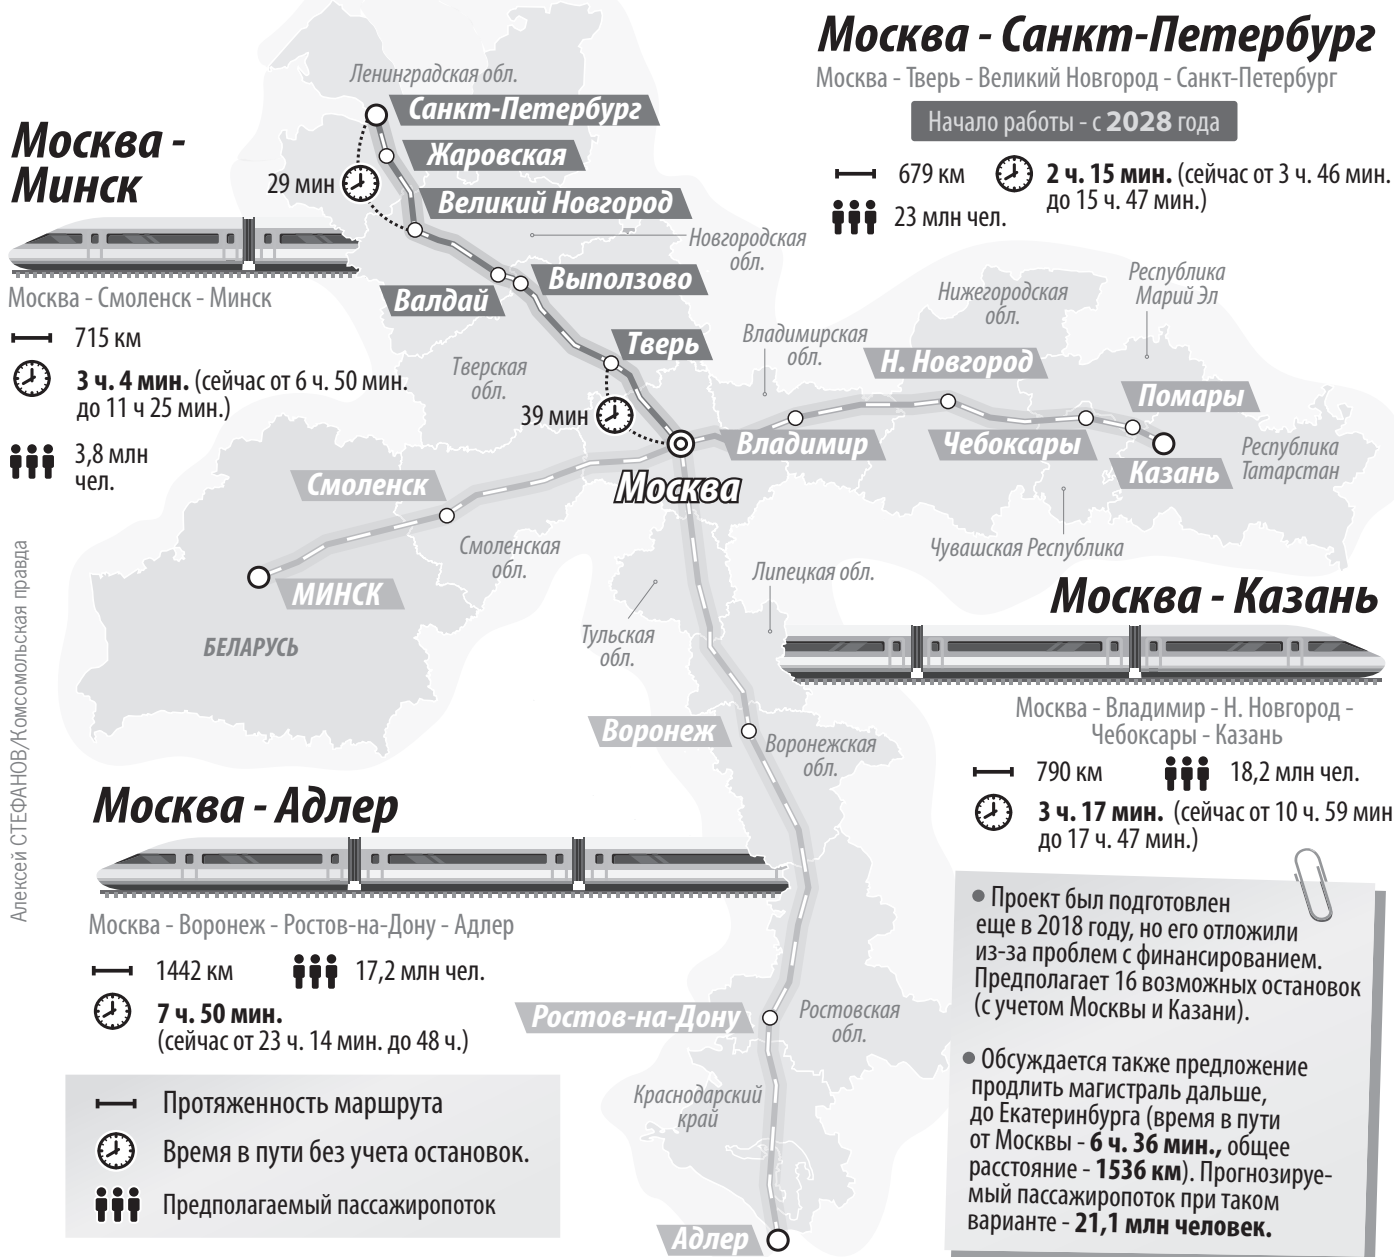 Москва - Санкт-Петербург
Москва - Тверь - Великий Новгород - Санкт-Петербург
Начало работы - с 2028 года
679 км
2 ч. 15 мин. (сейчас от 3 ч. 46 мин.
до 15 ч. 47 мин.)
23 млн чел.
Москва -
Минск
Москва - Смоленск - Минск
715 км
3 ч. 4 мин. (сейчас от 6 ч. 50 мин.
до 11 ч 25 мин.)
3,8 млн
чел.
Ленинградская обл.
Санкт-Петербург
Жаровская
29 мин
Великий Новгород
Новгородская
обл.
Выползово
Валдай
Тверь
Тверская
обл.
39 мин
Москва
Владимирская
обл.
Нижегородская
обл.
Республика
Марий Эл
Н. Новгород
Помары
Владимир
Чебоксары
Казань
Республика
Татарстан
Чувашская Республика
Смоленск
Смоленская
обл.
МИНСК
БЕЛАРУСЬ
Тульская
обл.
Липецкая обл.
Воронеж
Воронежская
обл.
Ростов-на-Дону
Ростовская
обл.
Краснодарский
край
Адлер
Москва - Казань
Москва - Владимир - Н. Новгород -
Чебоксары - Казань
790 км
18,2 млн чел.
3 ч. 17 мин. (сейчас от 10 ч. 59 мин
до 17 ч. 47 мин.)
Москва - Адлер
Москва - Воронеж - Ростов-на-Дону - Адлер
1442 км
17,2 млн чел.
7 ч. 50 мин.
(сейчас от 23 ч. 14 мин. до 48 ч.)
Протяженность маршрута
Время в пути без учета остановок.
Предполагаемый пассажиропоток
• Проект был подготовлен
еще в 2018 году, но его отложили
из-за проблем с финансированием.
Предполагает 16 возможных остановок
(с учетом Москвы и Казани).
• Обсуждается также предложение
продлить магистраль дальше,
до Екатеринбурга (время в пути
от Москвы - 6 ч. 36 мин., общее
расстояние - 1536 км). Прогнозируе-
мый пассажиропоток при таком
варианте - 21,1 млн человек.
Алексей СТЕФАНОВ/Комсомольская правда